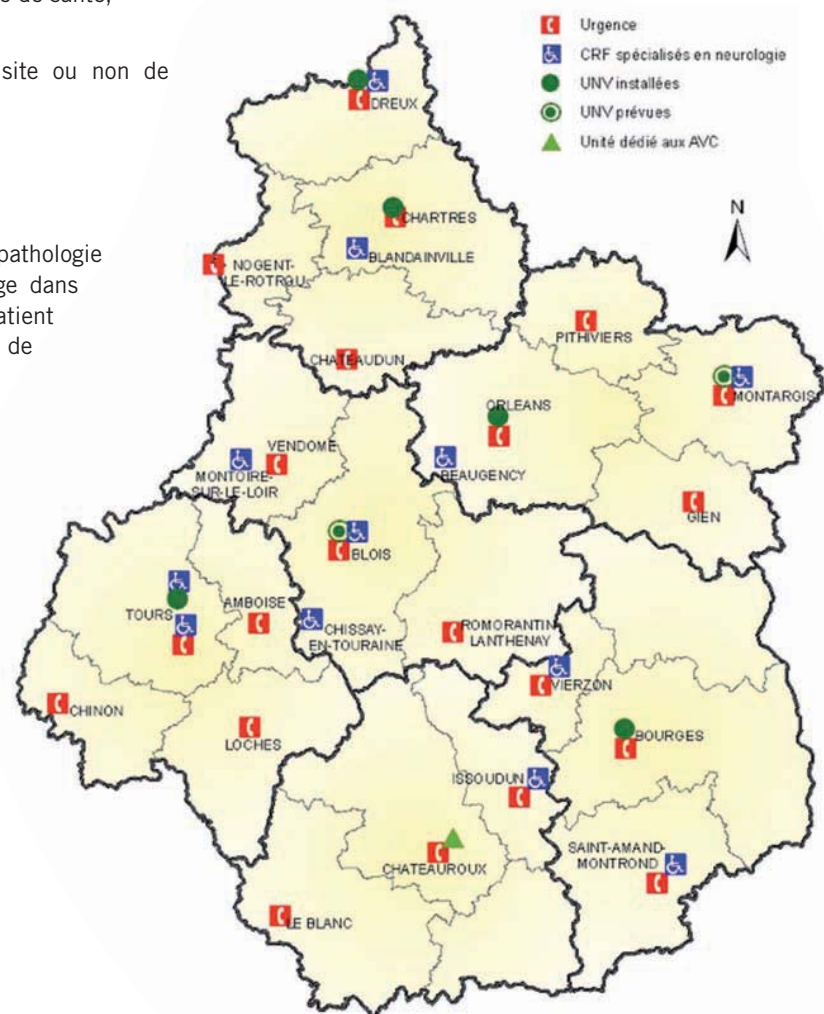 e de santé,
site ou non de
pathologie
ge dans
atient
de
Urgence
CRF spécialisés en neurologie
UNV installées
UNV prévues
Unité dédié aux AVC
N
DREUX
CHARTRES
BLANDAINVILLE
NOGENT-
LE-ROTROU
CHATEAUDUN
PITHIVIERS
MONTARGIS
ORLEANS
BEAUGENCY
GIEN
VENDOME
MONTOIRE-
SUR-LE-LOIR
BLOIS
TOURS
AMBOISE
CHISSAY-
EN-TOURAINE
ROMORANTIN
LANTHENAY
VIERZON
CHINON
LOCHES
BOURGES
ISSOUDUN
CHATEAUROUX
SAINT-AMAND-
MONTROND
LE BLANC